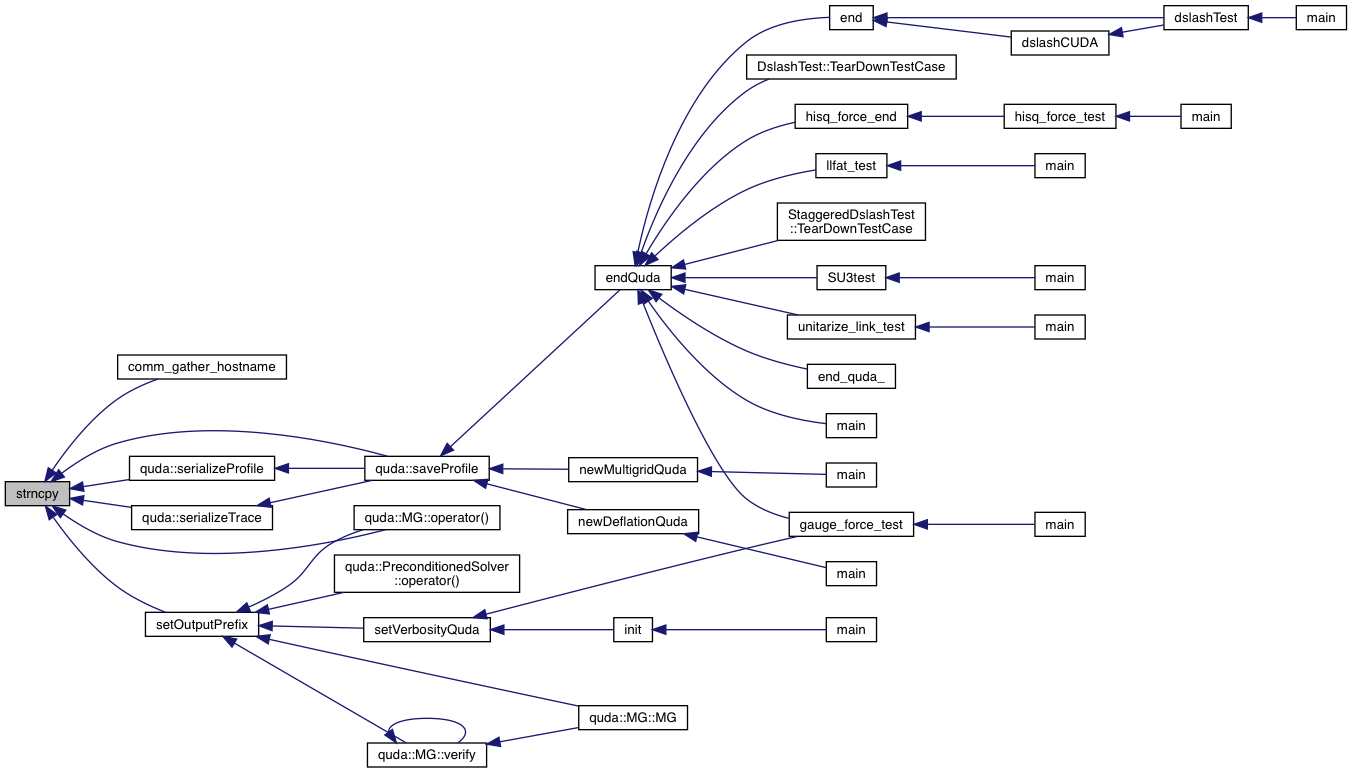 end
dslashTest
main
dslashCUDA
DslashTest::TearDownTestCase
hisq_force_end
hisq_force_test
main
llfat_test
main
StaggeredDslashTest
::TearDownTestCase
endQuda
SU3test
main
unitarize_link_test
main
comm_gather_hostname
end_quda_
main
quda::serializeProfile
quda::saveProfile
newMultigridQuda
main
strncpy
quda::serializeTrace
quda::MG::operator()
newDeflationQuda
gauge_force_test
main
quda::PreconditionedSolver
::operator()
main
setOutputPrefix
setVerbosityQuda
init
main
quda::MG::MG
quda::MG::verify